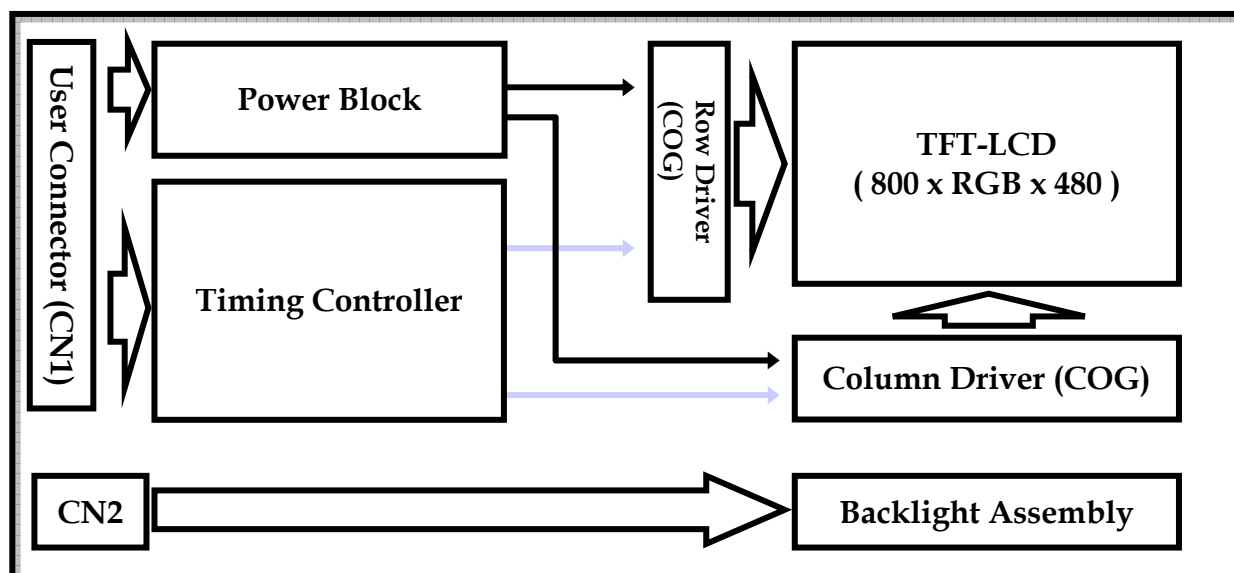 User Connector (CN1)
Power Block
Row Driver
(COG)
TFT-LCD
( 800 x RGB x 480 )
Timing Controller
Column Driver (COG)
CN2
Backlight Assembly